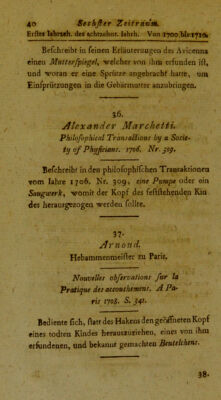 40 Sechster Zeitraum.
Erstes Jahrzeh. des achtzehnt. Jahrh. Von 1700. bis 1710.
Beschreibt in seinen Erläuterungen des Avicenna
einen Mutterspiegel, welcher von ihm erfunden ist,
und woran er eine Spritze angebracht hatte, um
Einspritzungen in die Gebärmutter anzubringen.
36.
Alexander Marchetti.
Philosophical Transactions by a Socie-
ty of Physicians. 1706. Nr. 309.
Beschreibt in den philosophischen Transaktionen
vom Jahre 1706. Nr. 309, eine Pumpe oder ein
Saugwerk, womit der Kopf des feststehenden Kin
des herausgezogen werden sollte.
37.
Arnond.
Hebammenmeister zu Paris.
Nouvelles observations sur la
Pratique des accouchemens. A Pa-
ris 1708. S. 341.
Bediente sich, statt des Hakens den geöffneten Kopf
eines todten Kindes herauszuziehen, eines von ihm
erfundenen, und bekannt gemachten Beutelchens.
38.